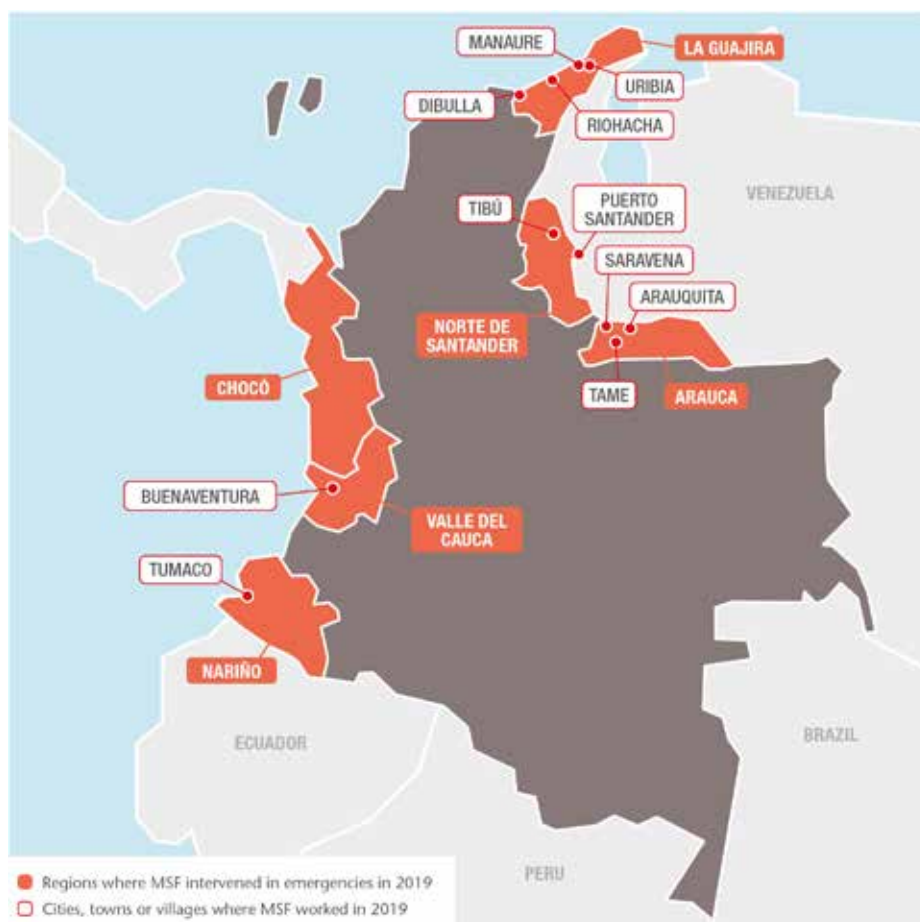 MANAURE
LA GUAJIRA
URIBIA
DIBULLA
RIOHACHA
VENEZUELA
TIBÚ
PUERTO
SANTANDER
SARAVENA
ARAUQUITA
NORTE DE
SANTANDER
CHOCÓ
TAME
ARAUCA
BUENAVENTURA
VALLE DEL
CAUCA
TUMACO
NARIÑO
ECUADOR
BRAZIL
PERU
Regions where MSF intervened in emergencies in 2019
Cities, towns or villages where MSF worked in 2019